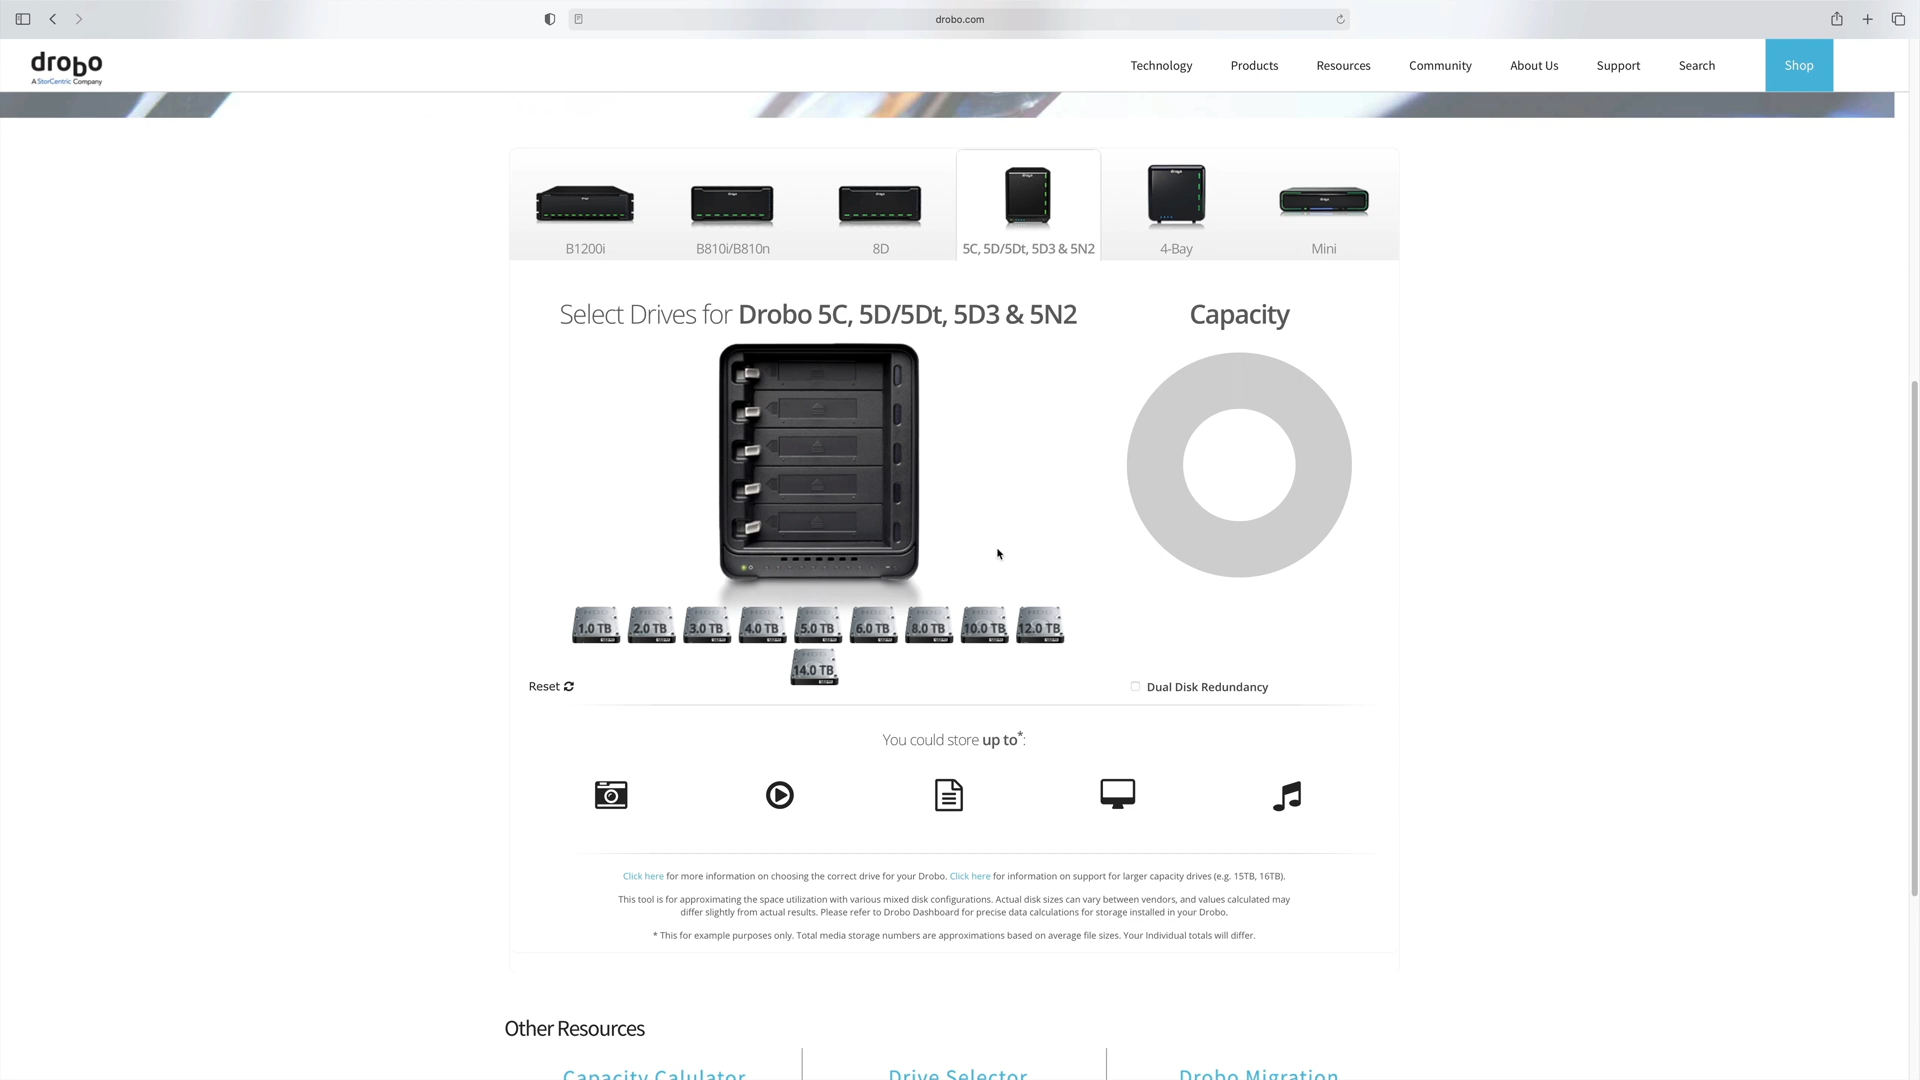 drobo.com
drobo
A StorCentric Company
Technology
Products
Resources
Community
About Us
Support
Search
Shop
B1200i
B810i/B810n
8D
5C, 5D/5Dt, 5D3 & 5N2
4-Bay
Mini
Select Drives for Drobo 5C, 5D/5Dt, 5D3 & 5N2
Capacity
1.0 TB
2.0 TB
3.0 TB
4.0 TB
5.0 TB
6.0 TB
8.0 TB
10.0 TB
12.0 TB
14.0 TB
Reset
Dual Disk Redundancy
You could store up to*:
Click here for more information on choosing the correct drive for your Drobo. Click here for information on support for larger capacity drives (e.g. 15TB, 16TB).
This tool is for approximating the space utilization with various mixed disk configurations. Actual disk sizes can vary between vendors, and values calculated may
differ slightly from actual results. Please refer to Drobo Dashboard for precise data calculations for storage installed in your Drobo.
* This for example purposes only. Total media storage numbers are approximations based on average file sizes. Your Individual totals will differ.
Other Resources
Capacity Calulator
Drive Selector
Drobo Migration